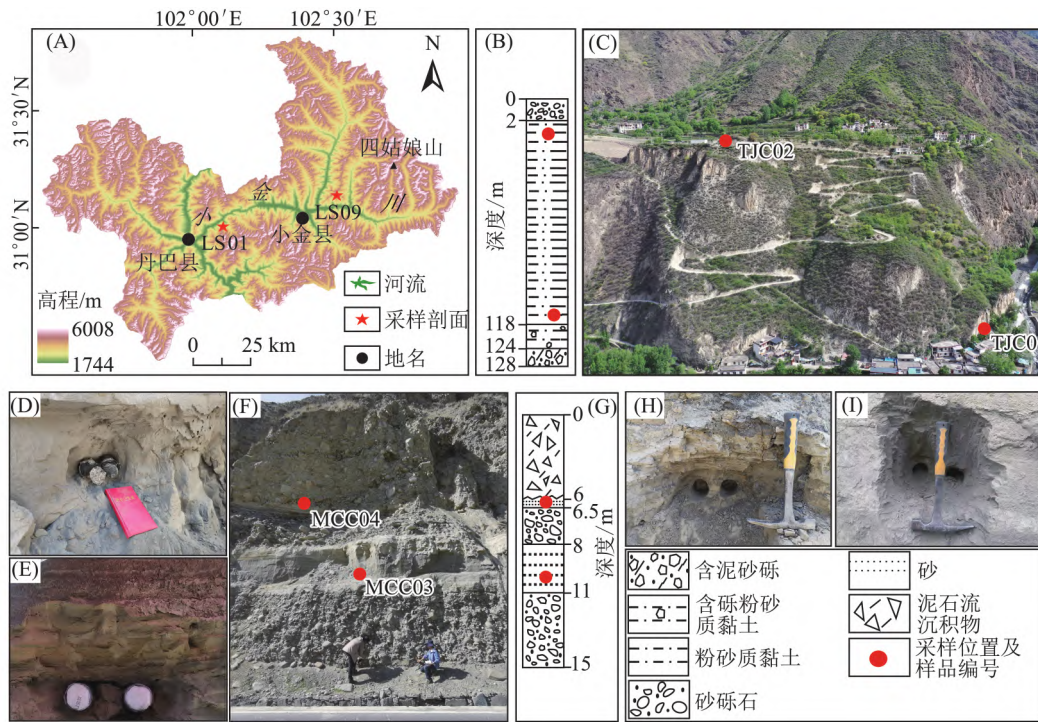 102°00′E
102°30′E
(A)
N
31°30′N
31°00′N
四姑娘山
小
金
川
LS09
LS01
小金县
丹巴县
河流
采样剖面
地名
高程/m
6008
1744
0
25 km
(B)
0
2
深度/m
118
124
128
(C)
TJC02
TJC0
(D)
(E)
(F)
MCC04
MCC03
(G)
0
6
6.5
8
11
15
深度/m
(H)
(I)
含泥砂砾
含砾粉砂
质黏土
粉砂质黏土
砂砾石
砂
泥石流
沉积物
采样位置及
样品编号